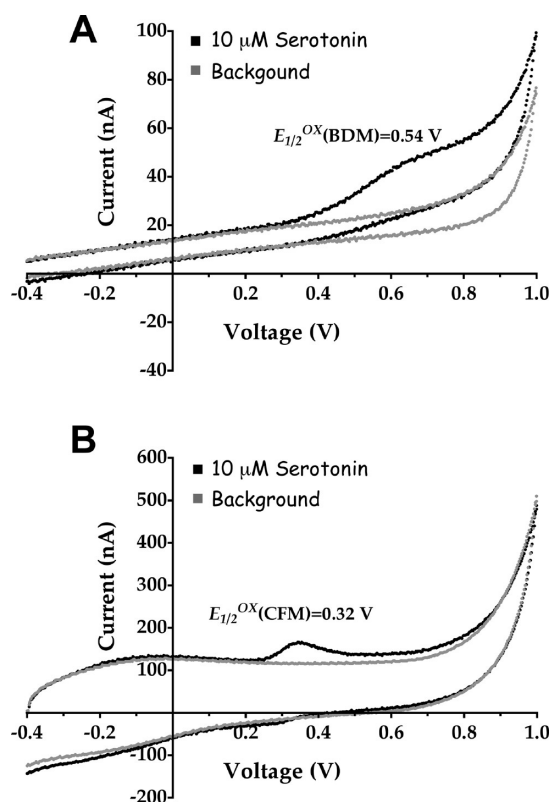 A
10 μM Serotonin
Backgound
E1/2OX(BDM)=0.54 V
Current (nA)
100
80
60
40
20
-20
-40
-0.4
-0.2
0.2
0.4
0.6
0.8
1.0
Voltage (V)
B
10 μM Serotonin
Background
E1/2OX(CFM)=0.32 V
Current (nA)
600
500
400
300
200
100
-100
-200
-0.4
-0.2
0.2
0.4
0.6
0.8
1.0
Voltage (V)